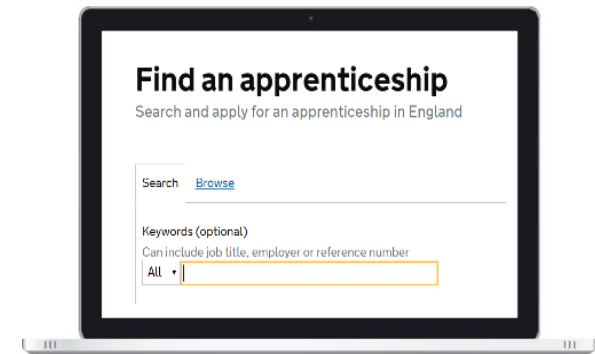 Find an apprenticeship
Search and apply for an apprenticeship in England
Search Browse
Keywords (optional)
Can include job title, employer or reference number
All